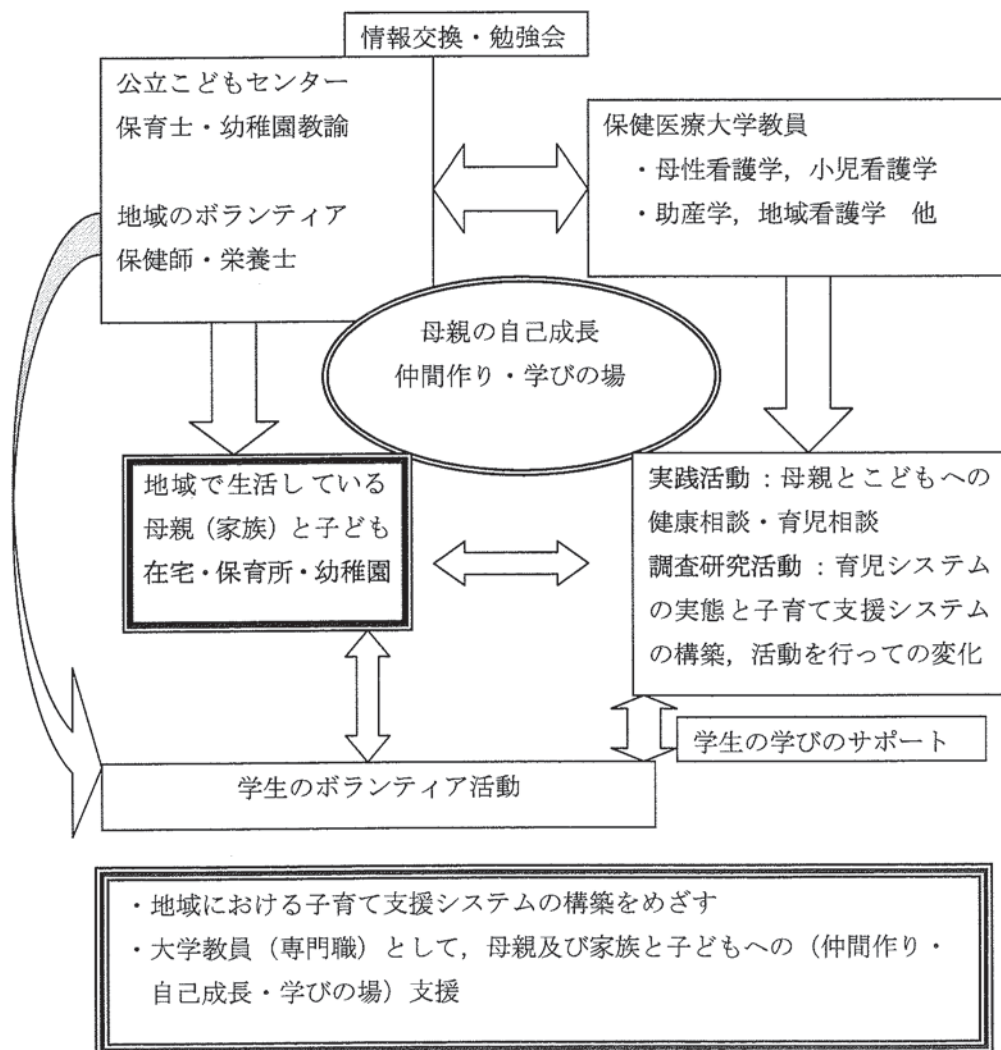 情報交換・勉強会
公立こどもセンター
保育士・幼稚園教諭
地域のボランティア
保健師・栄養士
保健医療大学教員
・母性看護学，小児看護学
・助産学，地域看護学　他
母親の自己成長
仲間作り・学びの場
地域で生活している
母親（家族）と子ども
在宅・保育所・幼稚園
実践活動：母親とこどもへの
健康相談・育児相談
調査研究活動：育児システム
の実態と子育て支援システム
の構築，活動を行っての変化
学生の学びのサポート
学生のボランティア活動
・地域における子育て支援システムの構築をめざす
・大学教員（専門職）として，母親及び家族と子どもへの（仲間作り・
自己成長・学びの場）支援